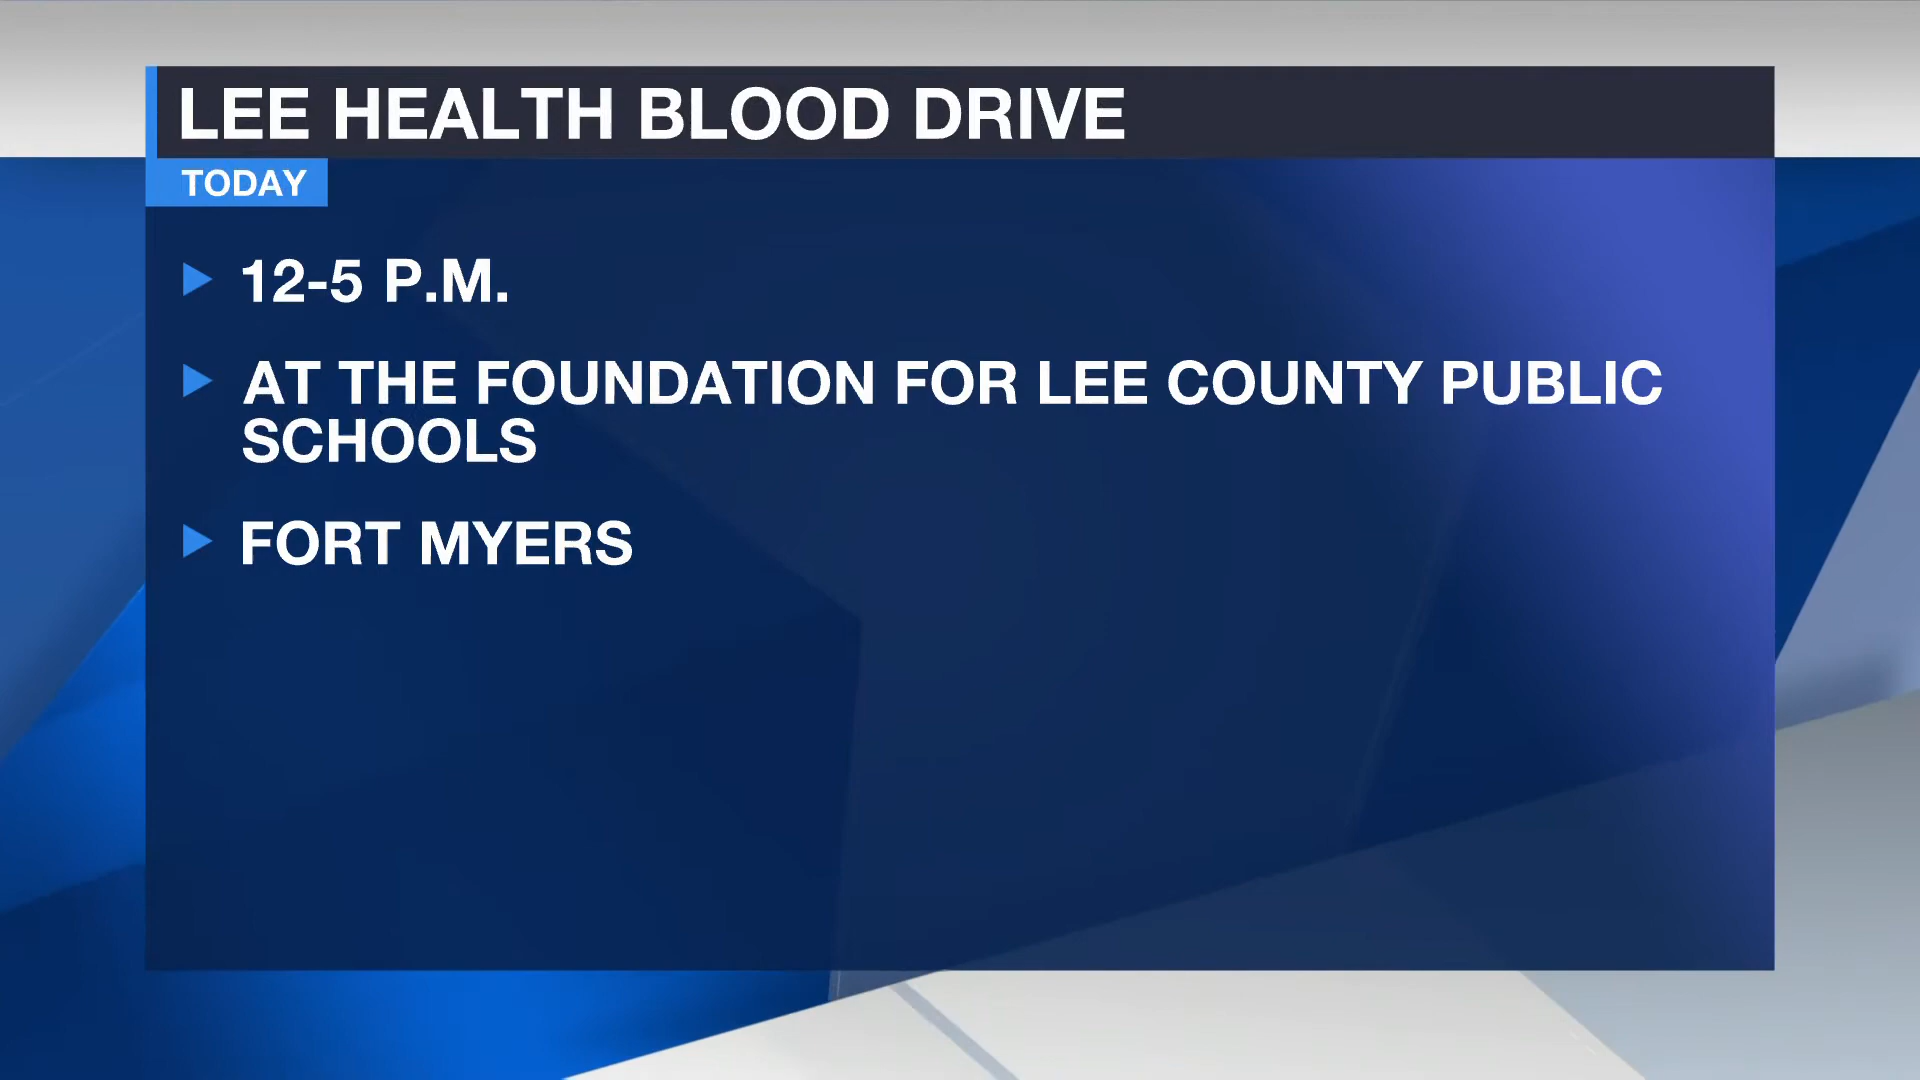 LEE HEALTH BLOOD DRIVE
TODAY
12-5 P.M.
AT THE FOUNDATION FOR LEE COUNTY PUBLIC
SCHOOLS
FORT MYERS